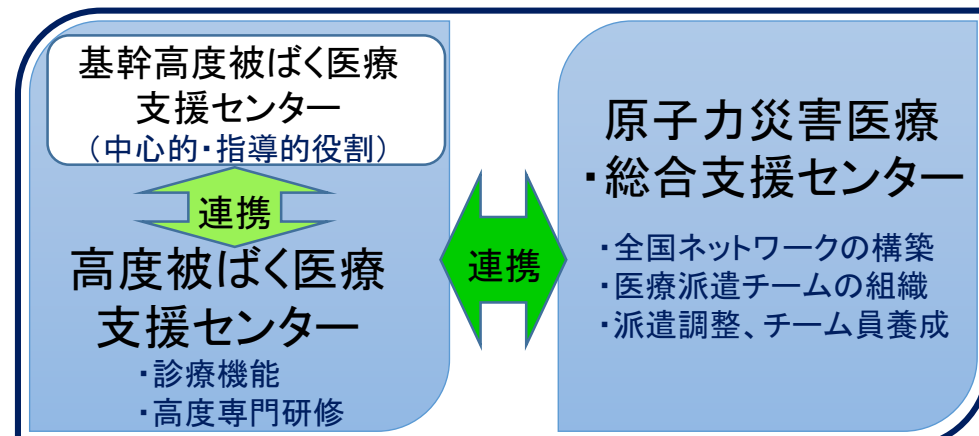 基幹高度被ばく医療
支援センター
（中心的・指導的役割）
連携
高度被ばく医療
支援センター
・診療機能
・高度専門研修
連携
原子力災害医療
・総合支援センター
・全国ネットワークの構築
・医療派遣チームの組織
・派遣調整、チーム員養成